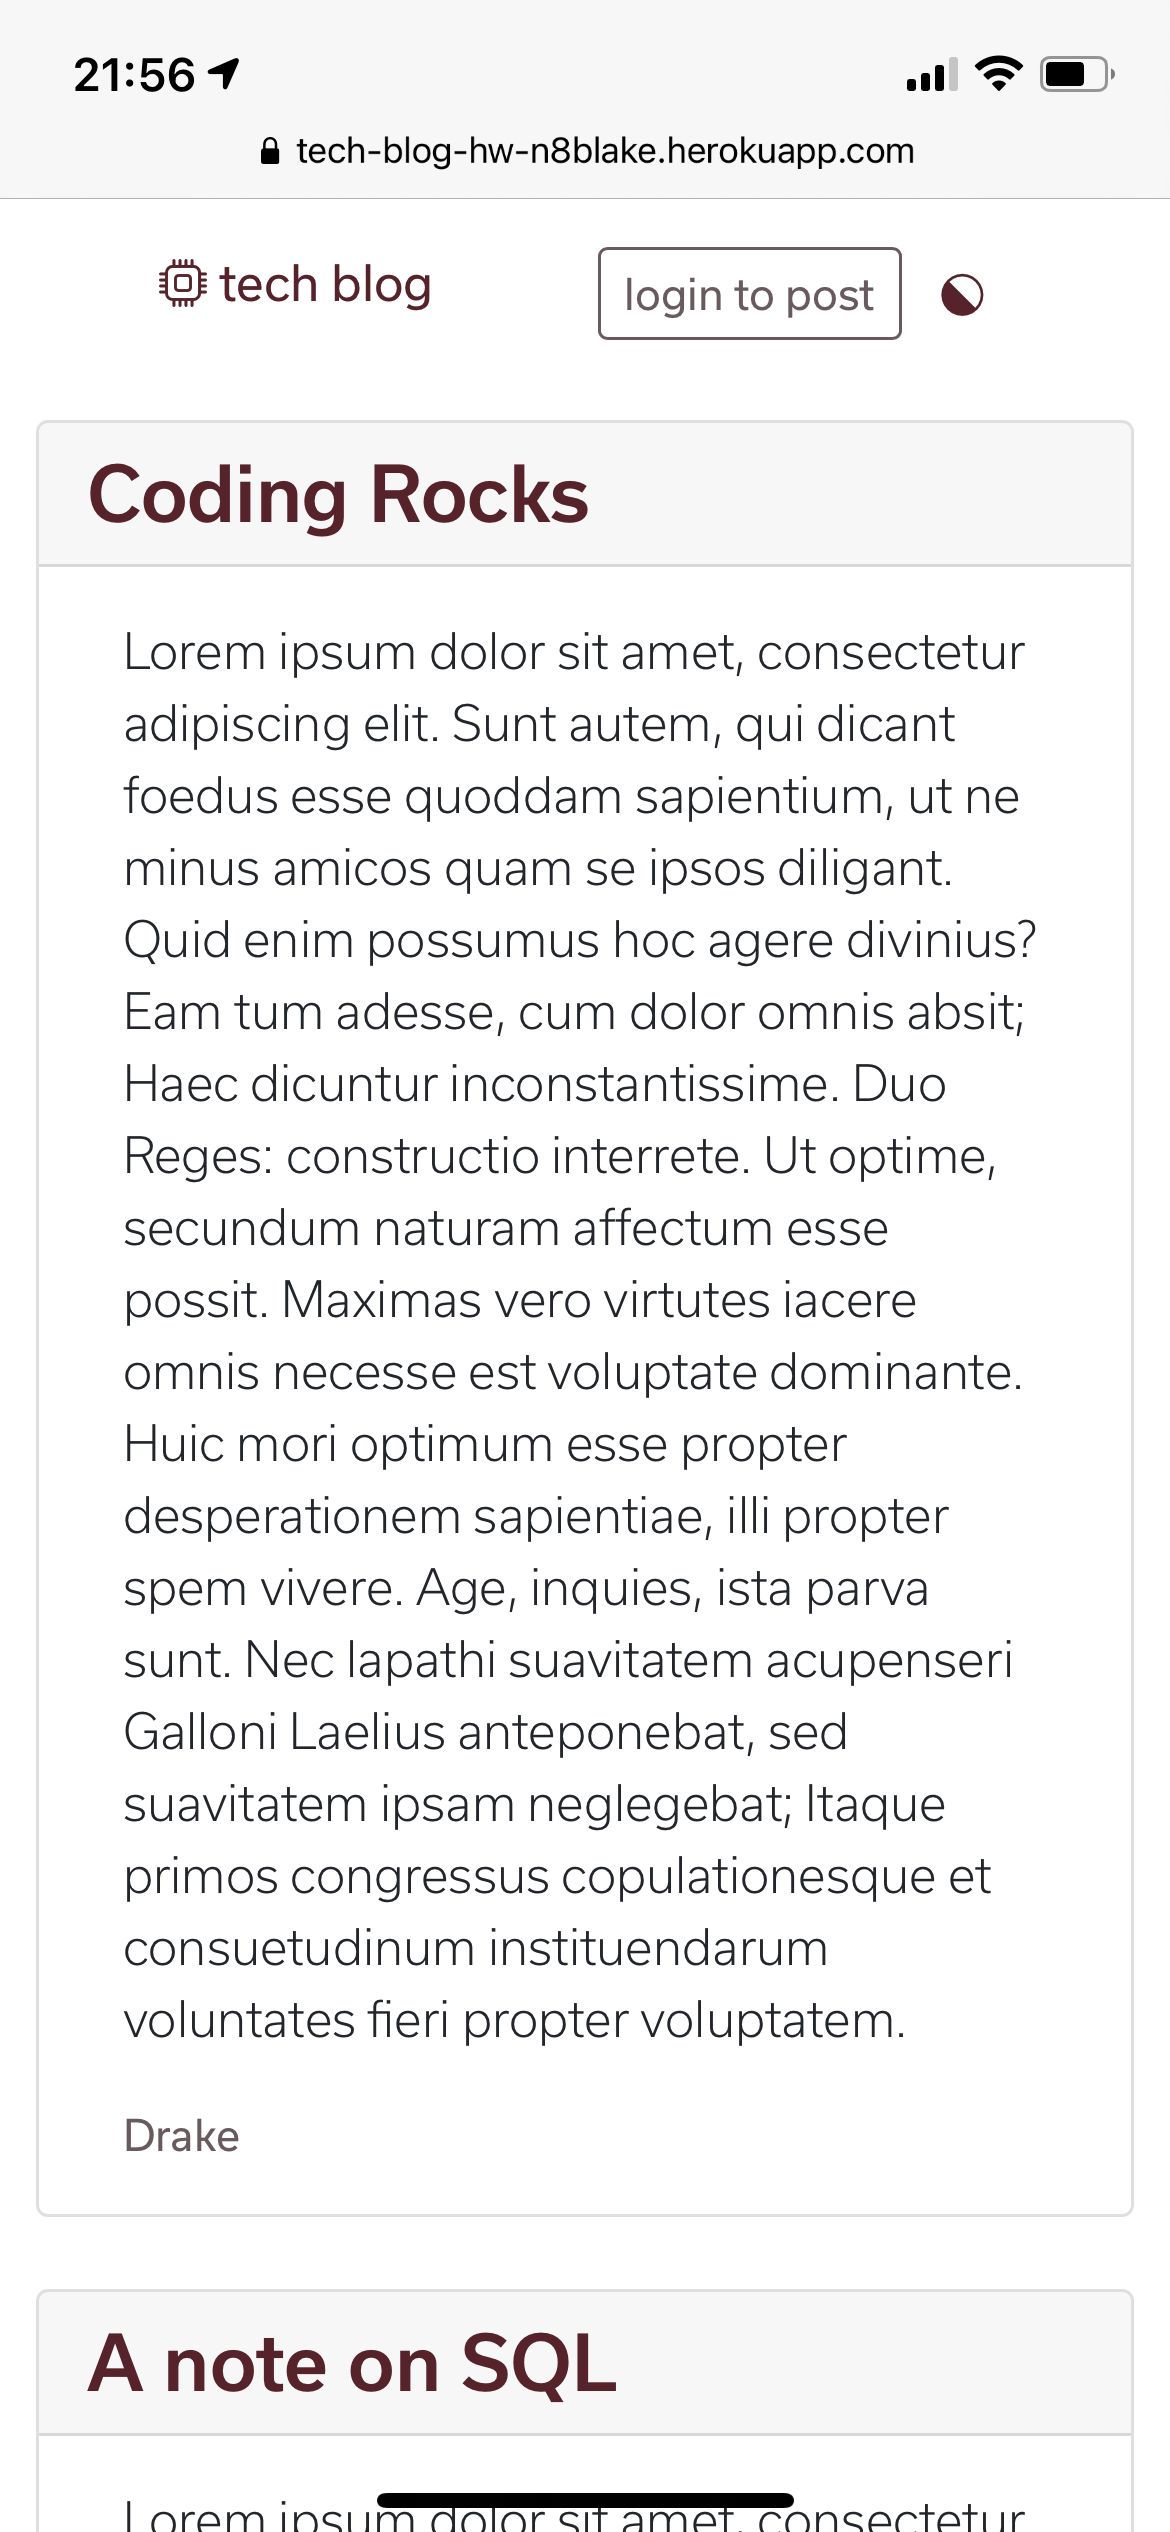 21:56
tech-blog-hw-n8blake.herokuapp.com
tech blog
login to post
Coding Rocks
Lorem ipsum dolor sit amet, consectetur
adipiscing elit. Sunt autem, qui dicant
foedus esse quoddam sapientium, ut ne
minus amicos quam se ipsos diligant.
Quid enim possumus hoc agere divinius?
Eam tum adesse, cum dolor omnis absit;
Haec dicuntur inconstantissime. Duo
Reges: constructio interrete. Ut optime,
secundum naturam affectum esse
possit. Maximas vero virtutes iacere
omnis necesse est voluptate dominante.
Huic mori optimum esse propter
desperationem sapientiae, illi propter
spem vivere. Age, inquies, ista parva
sunt. Nec lapathi suavitatem acupenseri
Galloni Laelius anteponebat, sed
suavitatem ipsam neglegebat; Itaque
primos congressus copulationesque et
consuetudinum instituendarum
voluntates fieri propter voluptatem.
Drake
A note on SQL
Lorem ipsum dolor sit amet, consectetur